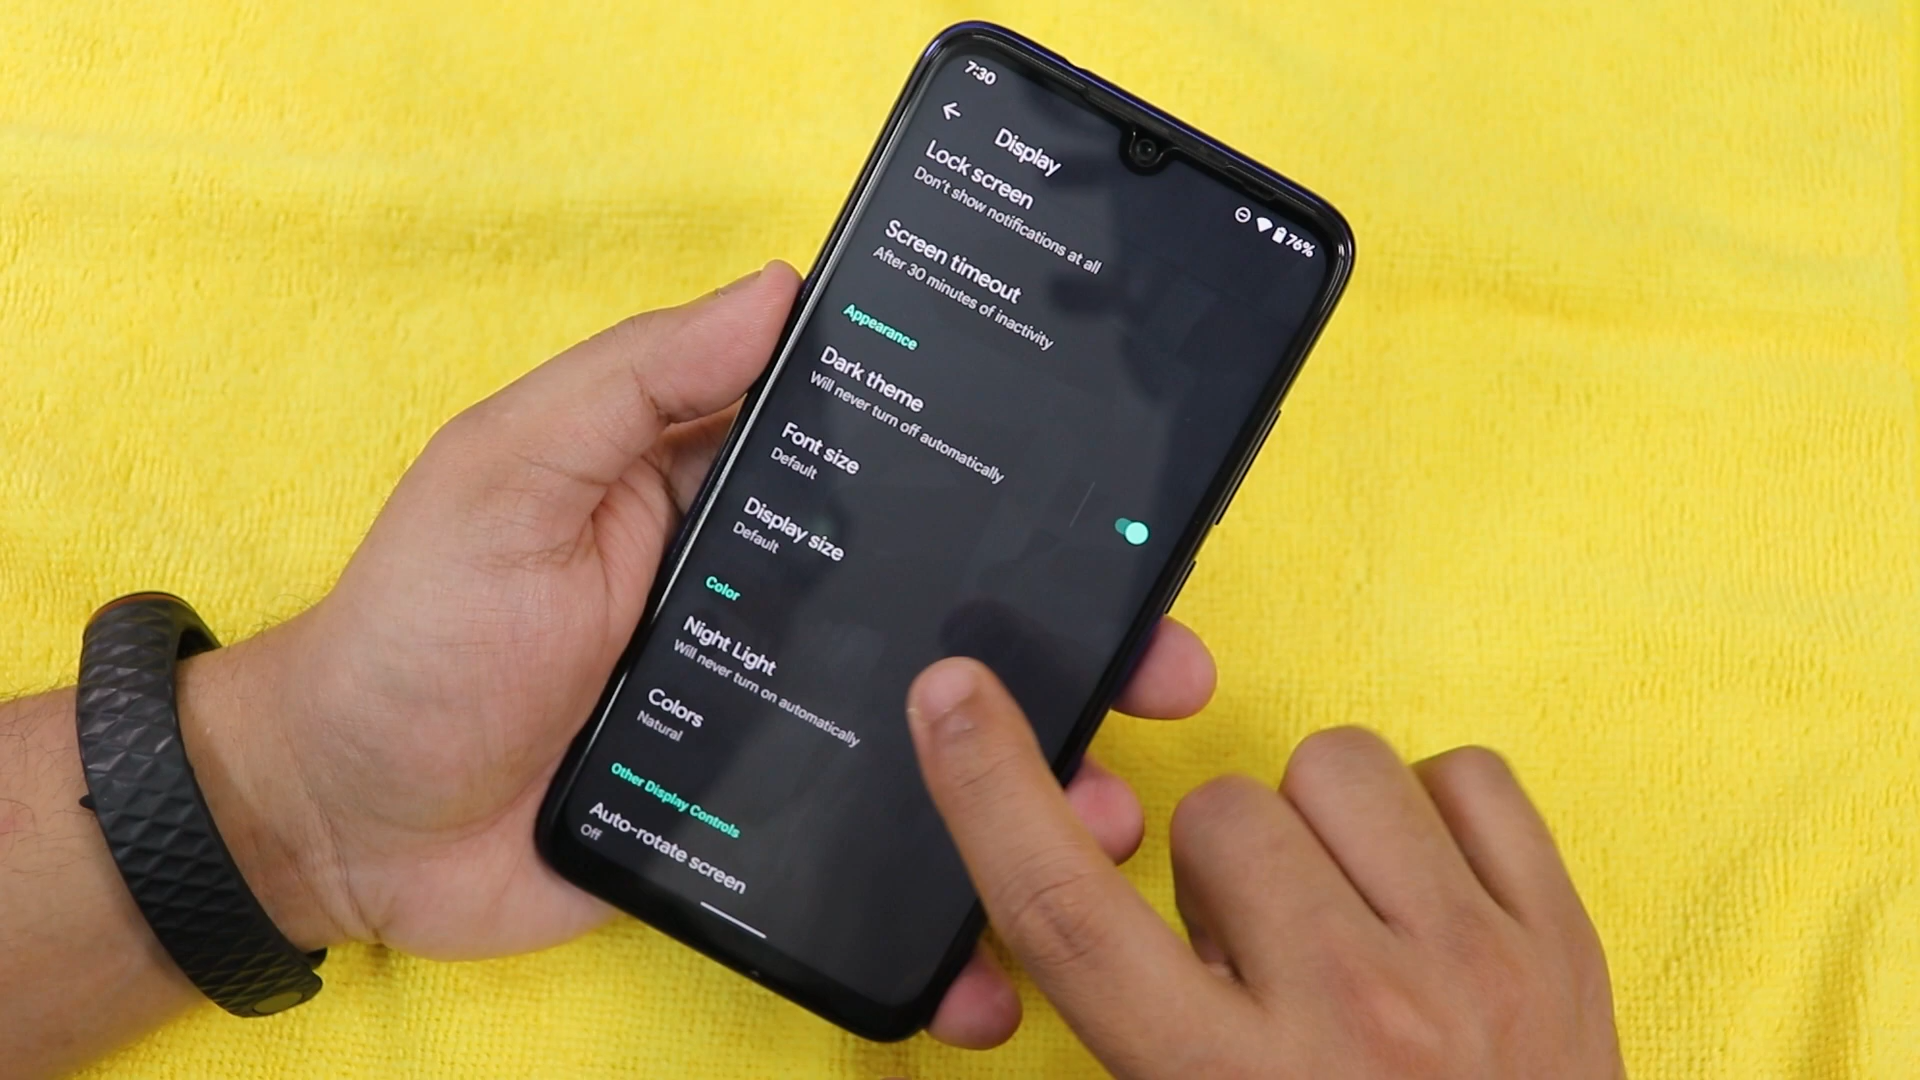 7:30
76%
Display
Lock screen
Don't show notifications at all
Screen timeout
After 30 minutes of inactivity
Appearance
Dark theme
Will never turn off automatically
Font size
Default
Display size
Default
Color
Night Light
Will never turn on automatically
Colors
Natural
Other Display Controls
Auto-rotate screen
Off